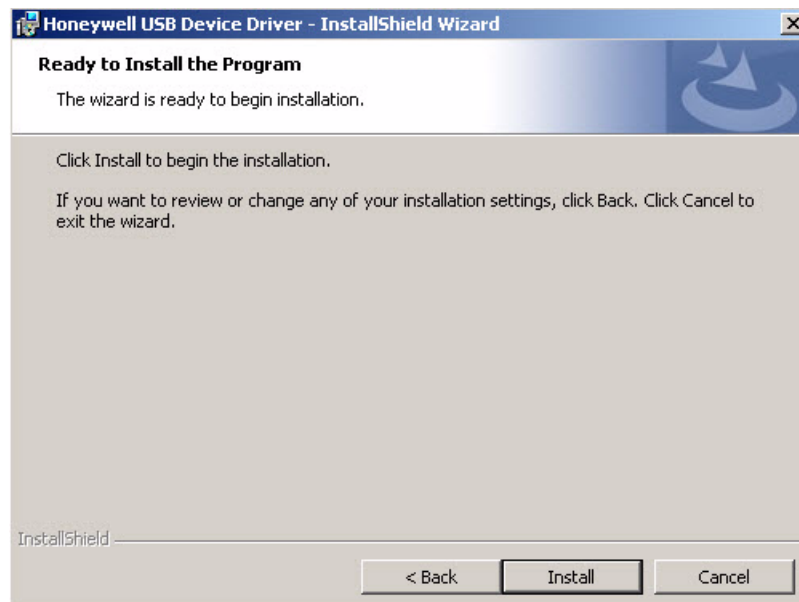 Honeywell USB Device Driver - InstallShield Wizard
Ready to Install the Program
The wizard is ready to begin installation.
Click Install to begin the installation.
If you want to review or change any of your installation settings, click Back. Click Cancel to
exit the wizard.
InstallShield
< Back Install Cancel